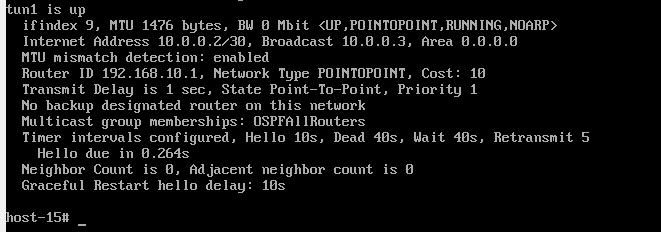 tun1 is up
ifindex 9, MTU 1476 bytes, BW 0 Mbit <UP,POINTOPOINT,RUNNING,NOARP>
Internet Address 10.0.0.2/30, Broadcast 10.0.0.3, Area 0.0.0.0
MTU mismatch detection: enabled
Router ID 192.168.10.1, Network Type POINTOPOINT, Cost: 10
Transmit Delay is 1 sec, State Point-To-Point, Priority 1
No backup designated router on this network
Multicast group memberships: OSPFAllRouters
Timer intervals configured, Hello 10s, Dead 40s, Wait 40s, Retransmit 5
Hello due in 0.264s
Neighbor Count is 0, Adjacent neighbor count is 0
Graceful Restart hello delay: 10s
host-15# _